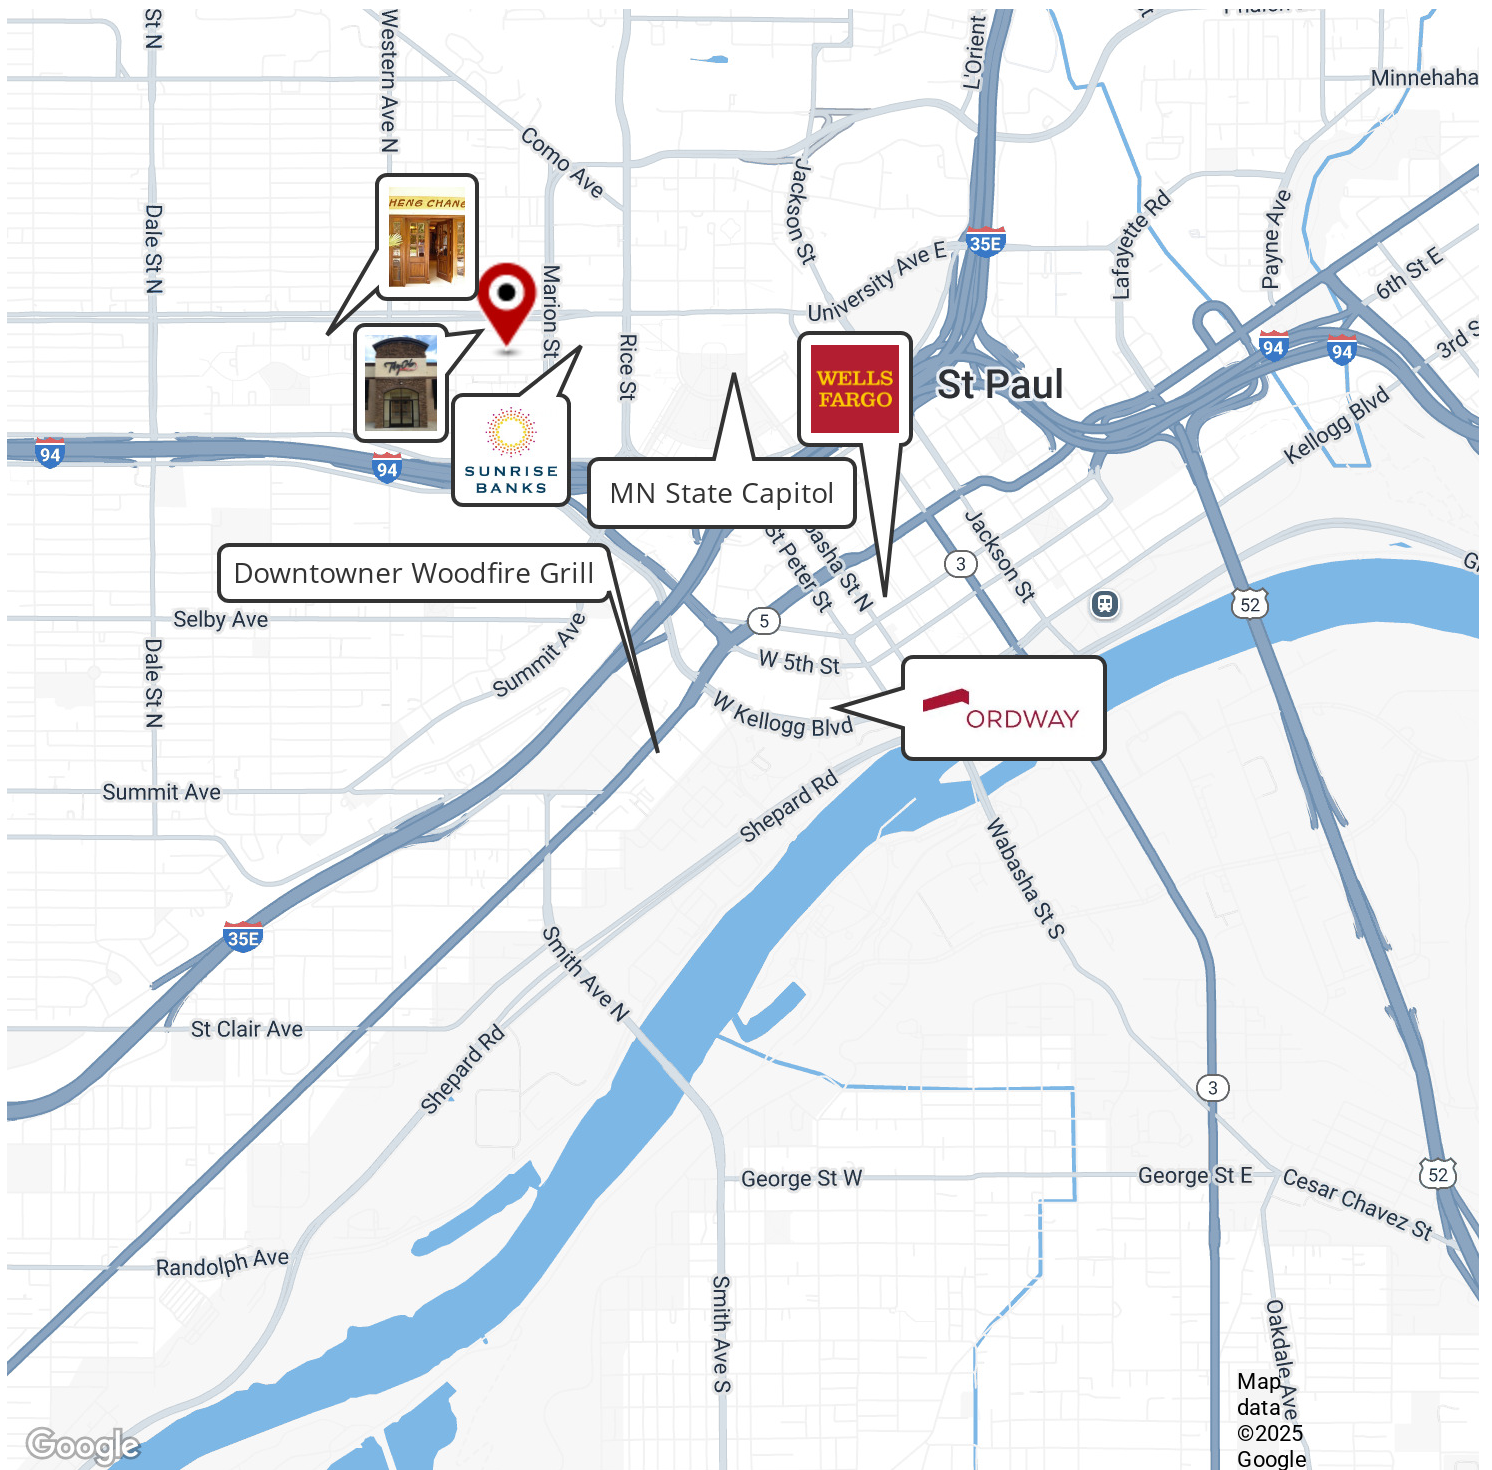 St N
Western Ave N
L'Orient
Minnehaha
Como Ave
Jackson St
Dale St N
HENG CHANG
Marion St
University Ave E
35E
Lafayette Rd
Payne Ave
6th St E
3rd S
Rice St
94
94
WELLS
FARGO
St Paul
Kellogg Blvd
94
94
SUNRISE
BANKS
MN State Capitol
St Peter St
basha St N
Jackson St
3
Downtowner Woodfire Grill
5
52
Selby Ave
Summit Ave
W 5th St
Dale St N
W Kellogg Blvd
ORDWAY
Summit Ave
Shepard Rd
Wabasha St S
35E
Smith Ave N
St Clair Ave
Shepard Rd
3
George St W
George St E
52
Cesar Chavez St
Randolph Ave
Smith Ave S
Oakdale Ave
Map
data
©2025
Google
Google